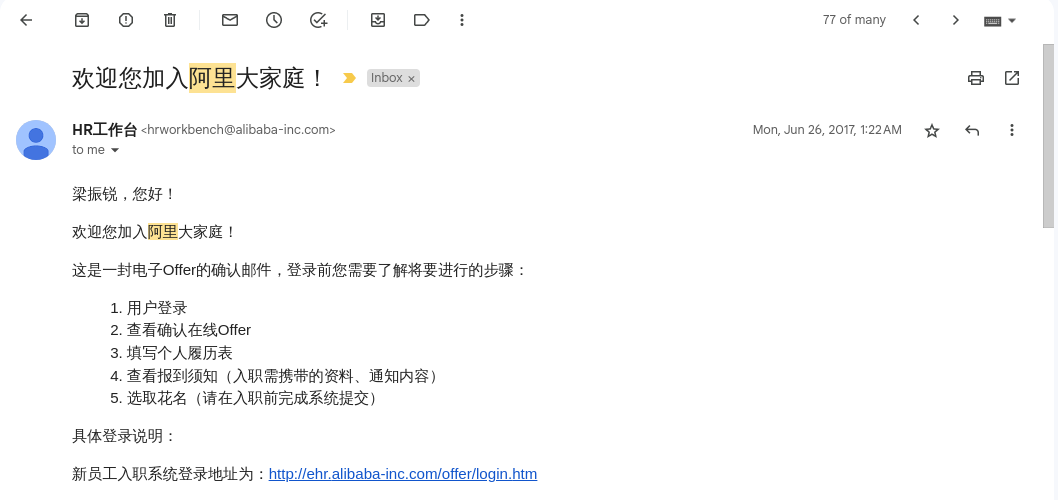 77 of many
欢迎您加入阿里大家庭！
Inbox ×
HR工作台 <hrworkbench@alibaba-inc.com>
Mon, Jun 26, 2017, 1:22 AM
to me
梁振锐，您好！
欢迎您加入阿里大家庭！
这是一封电子Offer的确认邮件，登录前您需要了解将要进行的步骤：
1. 用户登录
2. 查看确认在线Offer
3. 填写个人履历表
4. 查看报到须知（入职需携带的资料、通知内容）
5. 选取花名（请在入职前完成系统提交）
具体登录说明：
新员工入职系统登录地址为：http://ehr.alibaba-inc.com/offer/login.htm